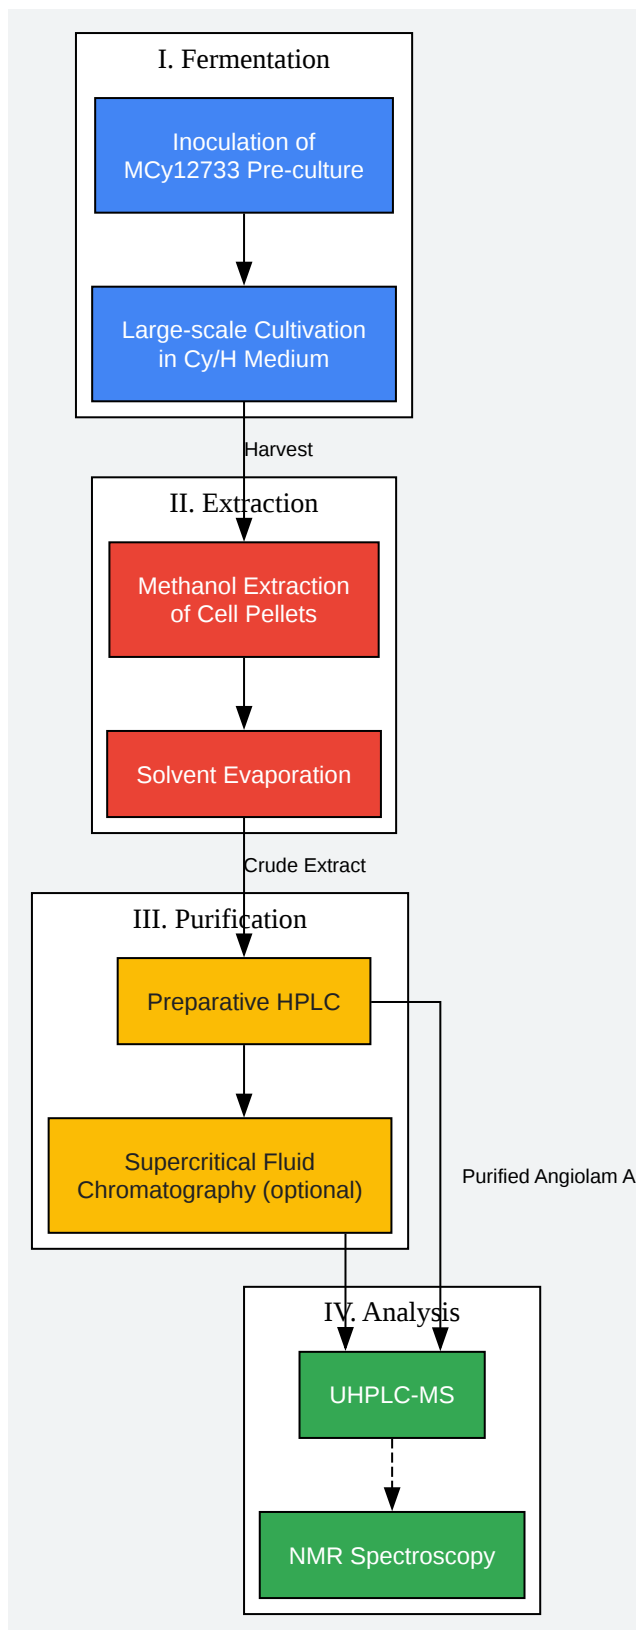 I. Fermentation
Inoculation of
MCy12733 Pre-culture
Large-scale Cultivation
in Cy/H Medium
Harvest
II. Extraction
Methanol Extraction
of Cell Pellets
Solvent Evaporation
Crude Extract
III. Purification
Preparative HPLC
Supercritical Fluid
Chromatography (optional)
Purified Angiolam A
IV. Analysis
UHPLC-MS
NMR Spectroscopy